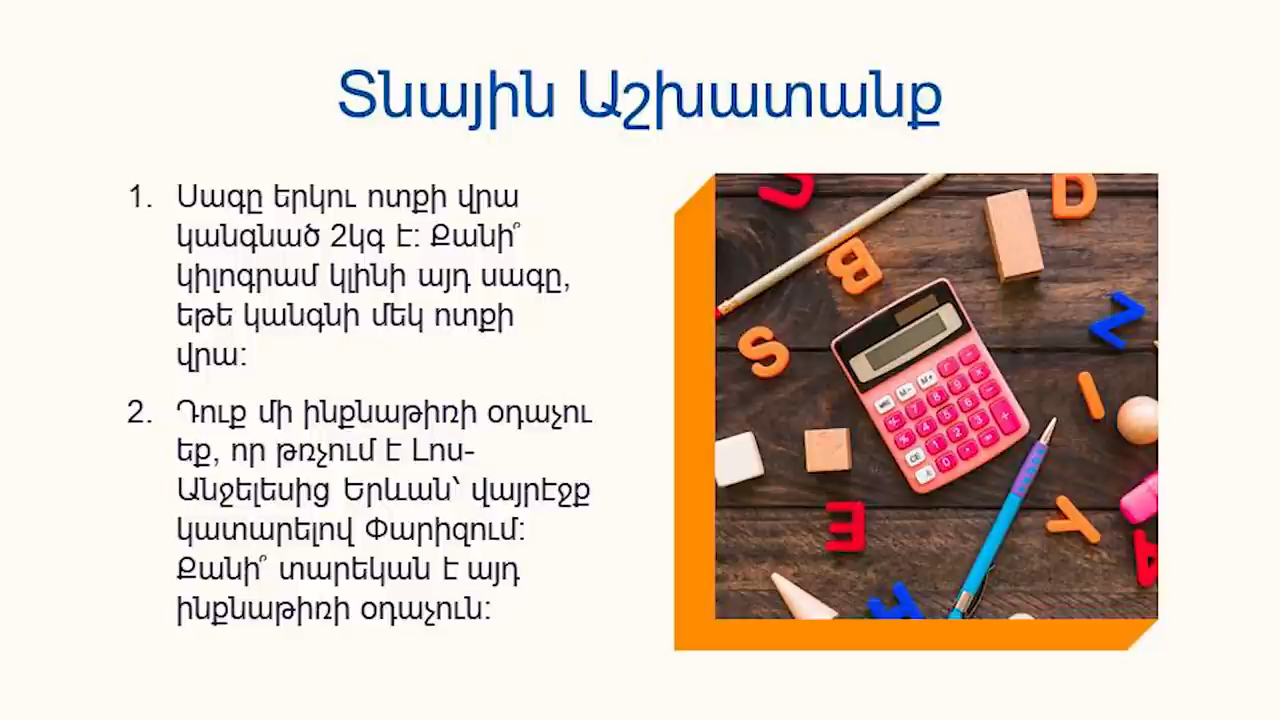 Տնային Աշխատանք
1. Սագը երկու ոտքի վրա
կանգնած 2կգ է: Քանի՞
կիլոգրամ կլինի այդ սագը,
եթե կանգնի մեկ ոտքի
վրա:
2. Դուք մի ինքնաթիռի օդաչու
եք, որ թռչում է Լոս-
Անջելեսից Երևան՝ վայրէջք
կատարելով Փարիզում:
Քանի՞ տարեկան է այդ
ինքնաթիռի օդաչուն: